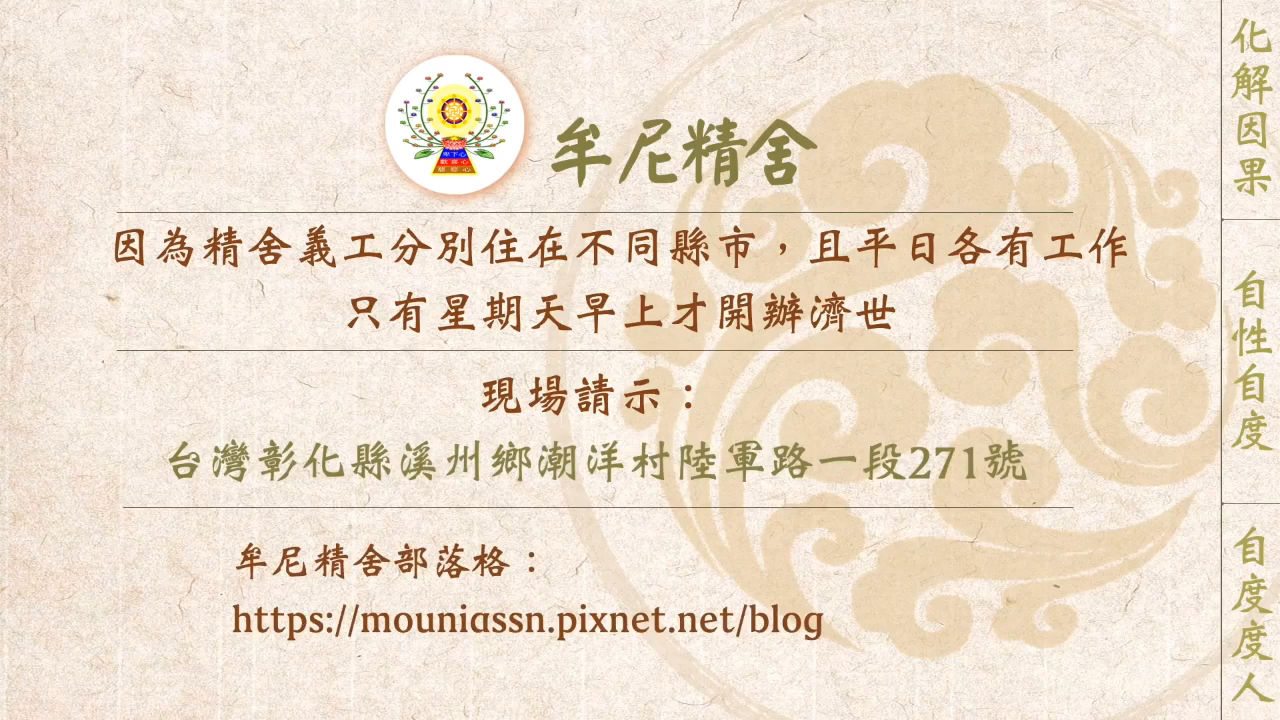 牟尼精舍
因為精舍義工分別住在不同縣市,且平日各有工作
只有星期天早上才開辦濟世
現場請示:
台灣彰化縣溪州鄉潮洋村陸軍路一段271號
牟尼精舍部落格:
https://mouniassn.pixnet.net/blog
化解因果
自性自度
自度度人